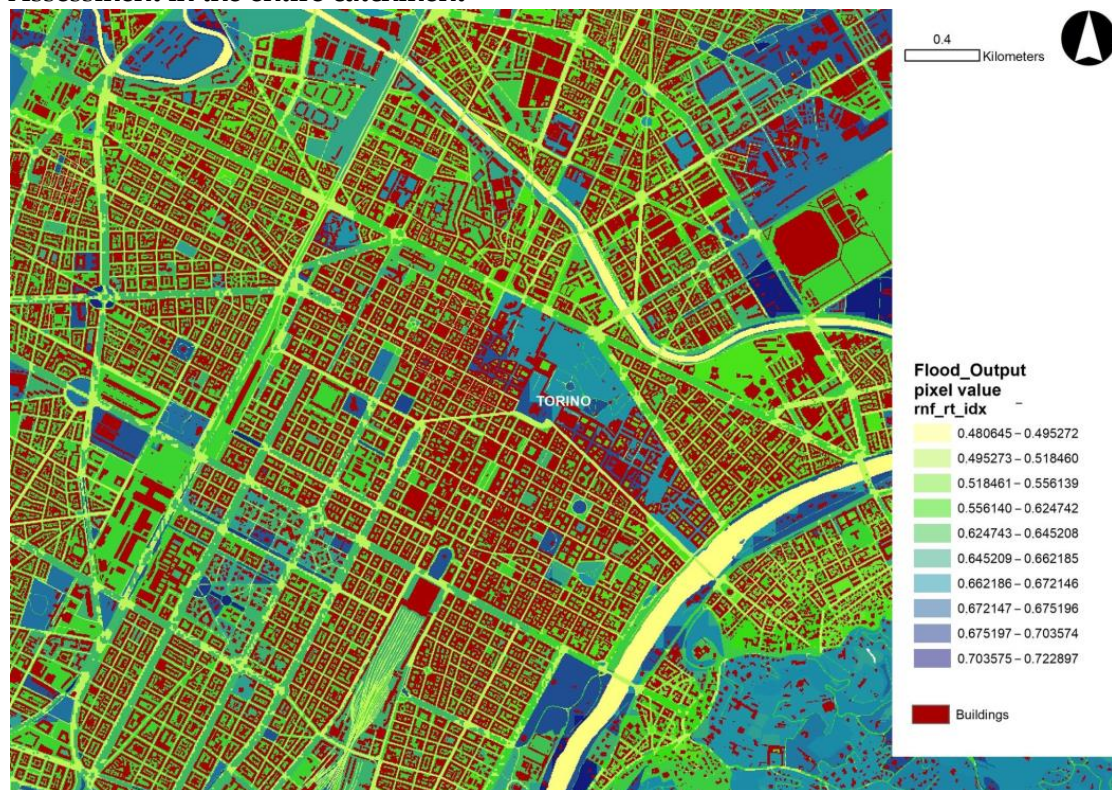 Assessment in the entire catchment
0.4
Kilometers
TORINO
Flood_Output
pixel value
rnf_rt_idx
0.480645 – 0.495272
0.495273 – 0.518460
0.518461 – 0.556139
0.556140 – 0.624742
0.624743 – 0.645208
0.645209 – 0.662185
0.662186 – 0.672146
0.672147 – 0.675196
0.675197 – 0.703574
0.703575 – 0.722897
Buildings